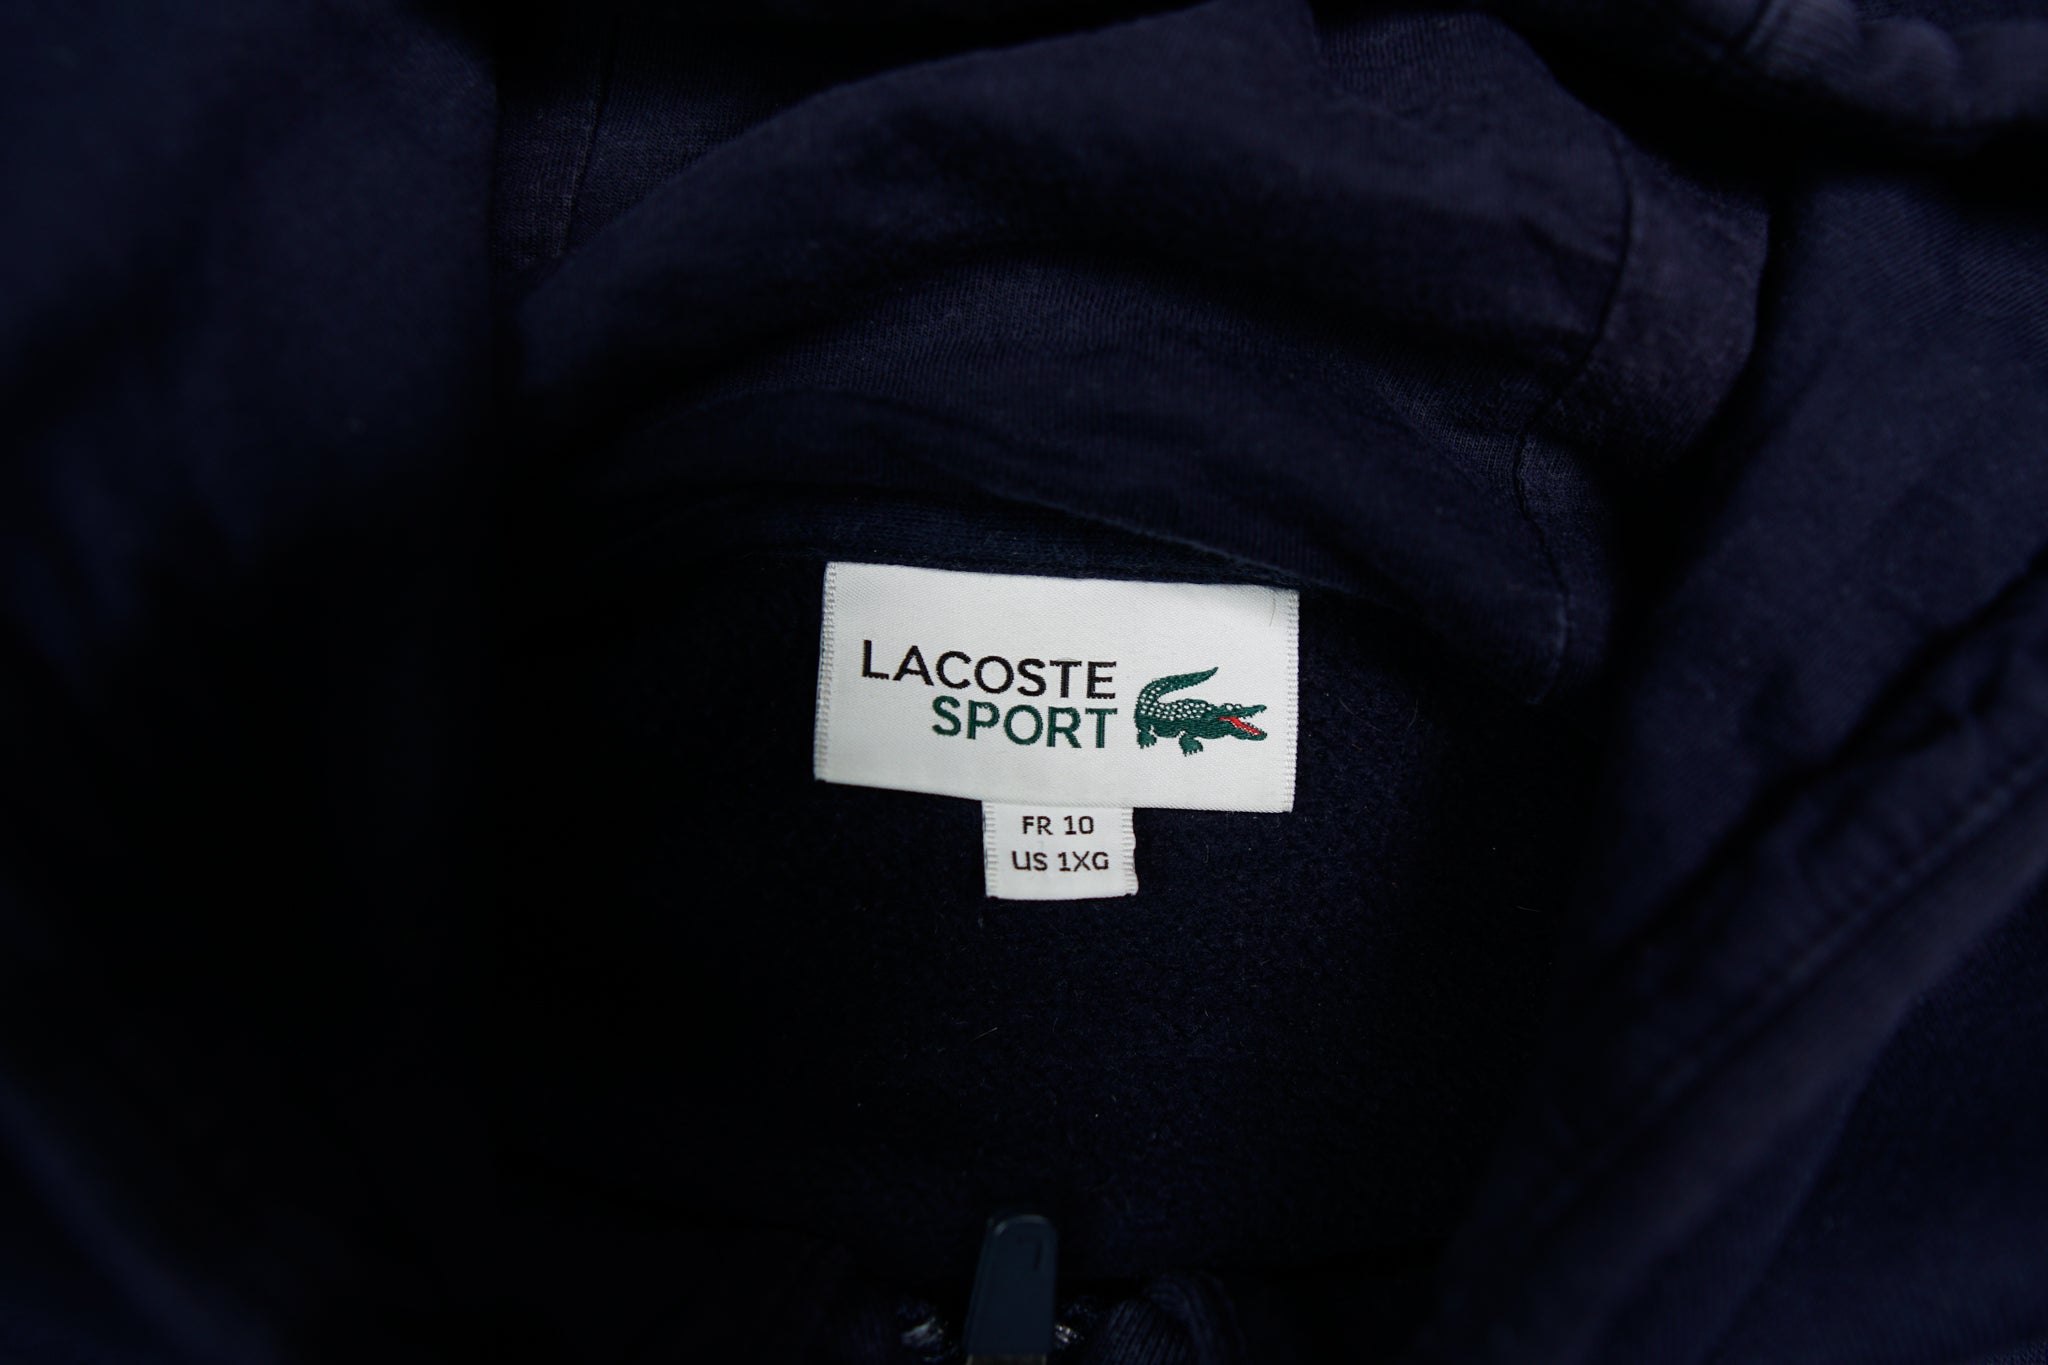 LACOSTE
SPORT
FR 10
US 1XG